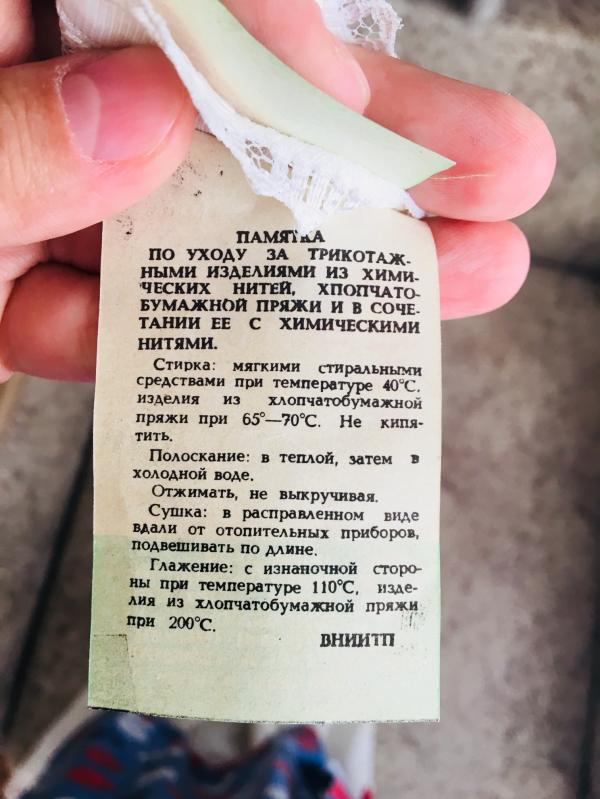 ПАМЯТКА
ПО УХОДУ ЗА ТРИКОТАЖ-
НЫМИ ИЗДЕЛИЯМИ ИЗ ХИМИ-
ЧЕСКИХ НИТЕЙ, ХПОПЧАТО-
БУМАЖНОЙ ПРЯЖИ И В СОЧЕ-
ТАНИИ ЕЕ С ХИМИЧЕСКИМИ
НИТЯМИ.
Стирка: мягкими стиральными
средствами при температуре 40°С.
изделия из хлопчатобумажной
пряжи при 65°—70°С. Не кипя-
тить.
Полоскание: в теплой, затем в
холодной воде.
Отжимать, не выкручивая.
Сушка: в расправленном виде
вдали от отопительных приборов,
подвешивать по длине.
Глажение: с изнаночной сторо-
ны при температуре 110°С, изде-
лия из хлопчатобумажной пряжи
при 200°С.
ВНИИТП